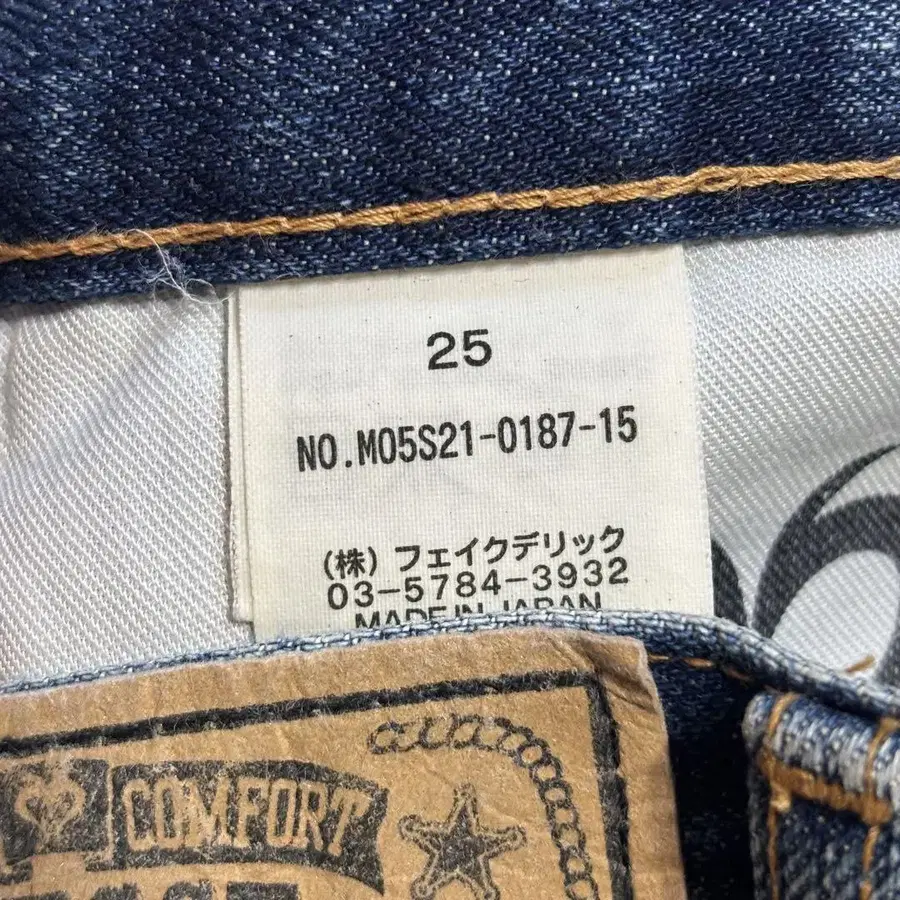 25
NO.M05S21-0187-15
(株)フェイクデリック
03-5784-3932
MADE IN JAPAN
COMFORT